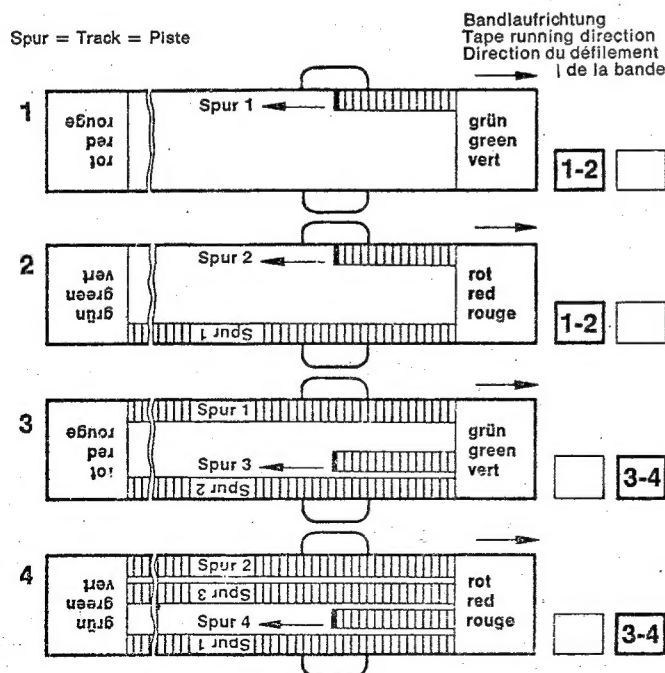 Bandlaufrichtung
Tape running direction
Spur = Track = Piste
Direction du défilement
de la bande
1
rot
red
rouge
Spur 1
grün
green
vert
1-2
2
grün
green
vert
Spur 2
Spur 1
rot
red
rouge
1-2
3
rot
red
rouge
Spur 1
Spur 3
Spur 2
grün
green
vert
3-4
4
grün
green
vert
Spur 2
Spur 3
Spur 4
Spur 1
rot
red
rouge
3-4